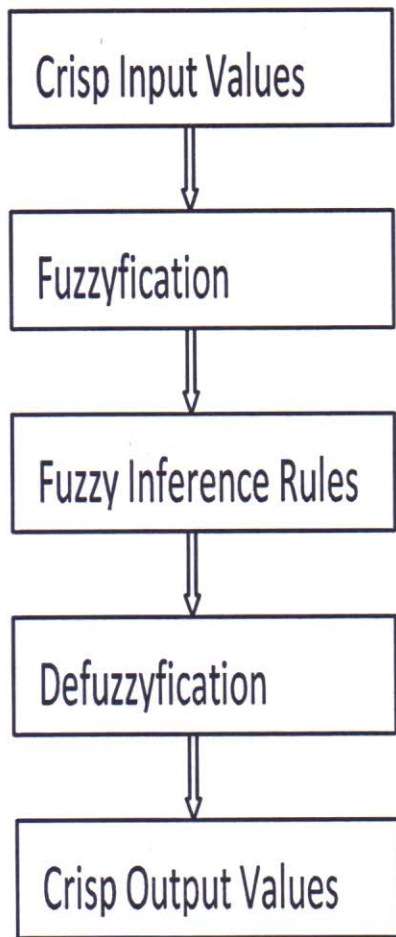 Crisp Input Values
Fuzzyfication
Fuzzy Inference Rules
Defuzzyfication
Crisp Output Values